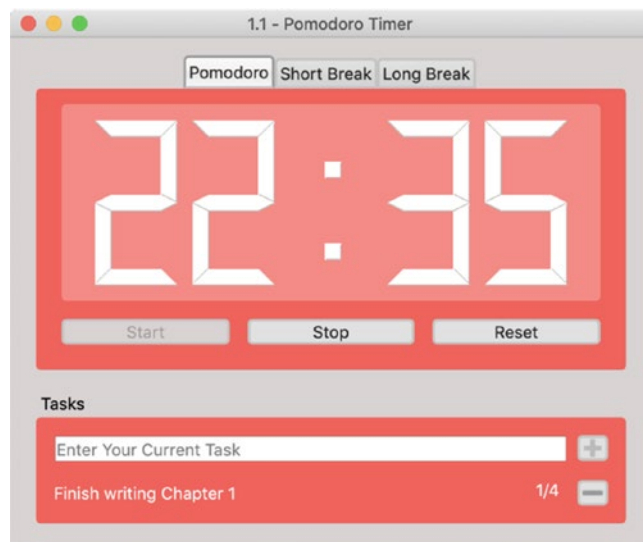 1.1 - Pomodoro Timer
Pomodoro Short Break Long Break
22:35
Start Stop Reset
Tasks
Enter Your Current Task +
Finish writing Chapter 1 1/4 −